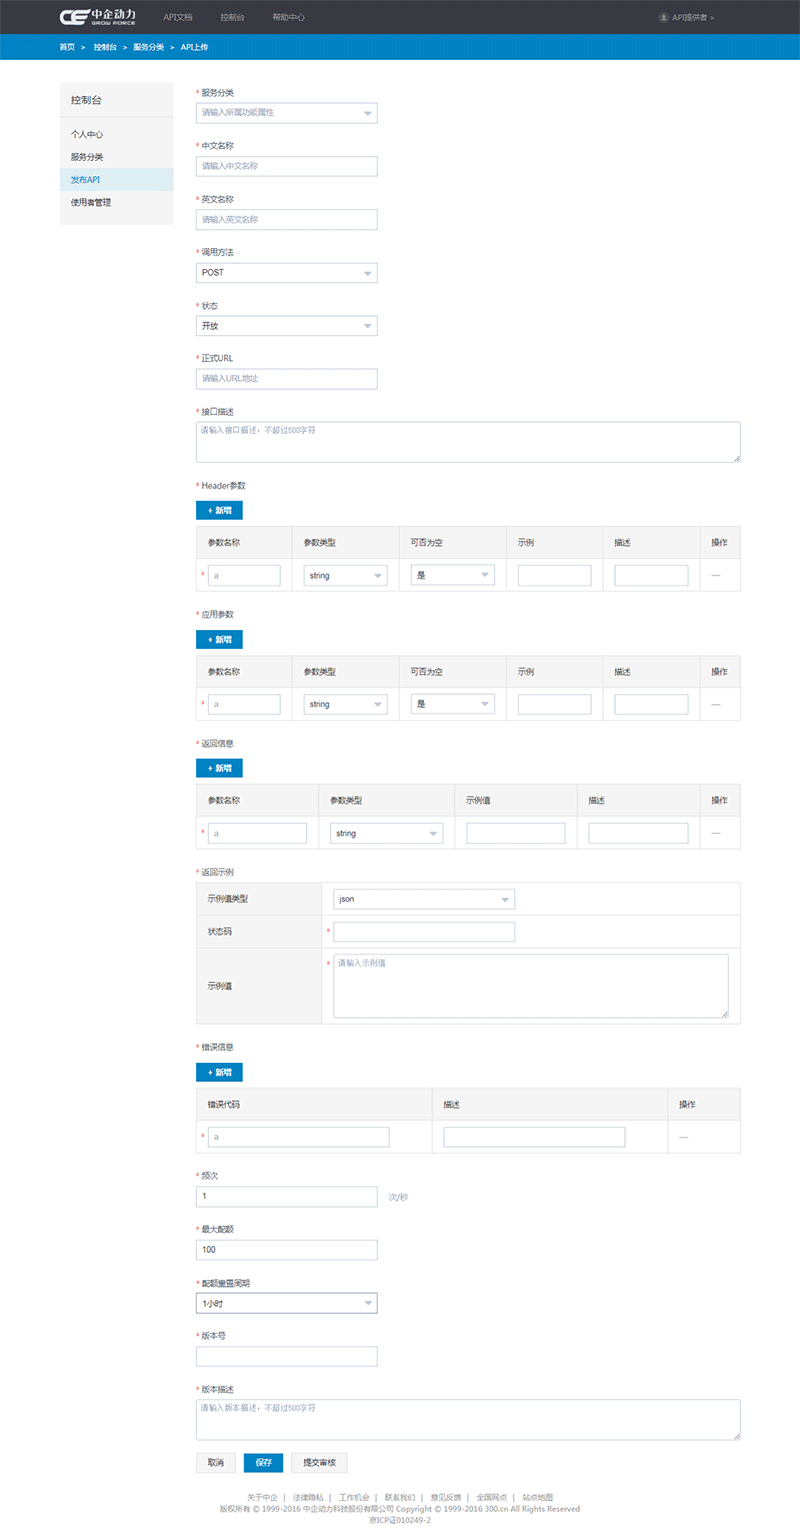 CE 中企动力 GROW FORCE API文档 控制台 帮助中心 API提供者 >
首页 > 控制台 > 服务分类 > API上传
控制台
个人中心
服务分类
发布API
使用者管理
* 服务分类
请输入所属功能属性
* 中文名称
请输入中文名称
* 英文名称
请输入英文名称
* 调用方法
POST
* 状态
开放
* 正式URL
请输入URL地址
* 接口描述
请输入接口描述，不超过500字符
* Header参数
+ 新增
参数名称 参数类型 可否为空 示例 描述 操作
* a string 是 —
* 应用参数
+ 新增
参数名称 参数类型 可否为空 示例 描述 操作
* a string 是 —
* 返回信息
+ 新增
参数名称 参数类型 示例值 描述 操作
* a string —
* 返回示例
示例值类型 json
状态码 *
示例值 * 请输入示例值
* 错误信息
+ 新增
错误代码 描述 操作
* a —
* 频次
1 次/秒
* 最大配额
100
* 配额重置周期
1小时
* 版本号
* 版本描述
请输入版本描述，不超过500字符
取消 保存 提交审核
关于中企 | 法律隐私 | 工作机会 | 联系我们 | 意见反馈 | 全国网点 | 站点地图
版权所有 © 1999-2016 中企动力科技股份有限公司 Copyright © 1999-2016 300.cn All Rights Reserved
京ICP证010249-2